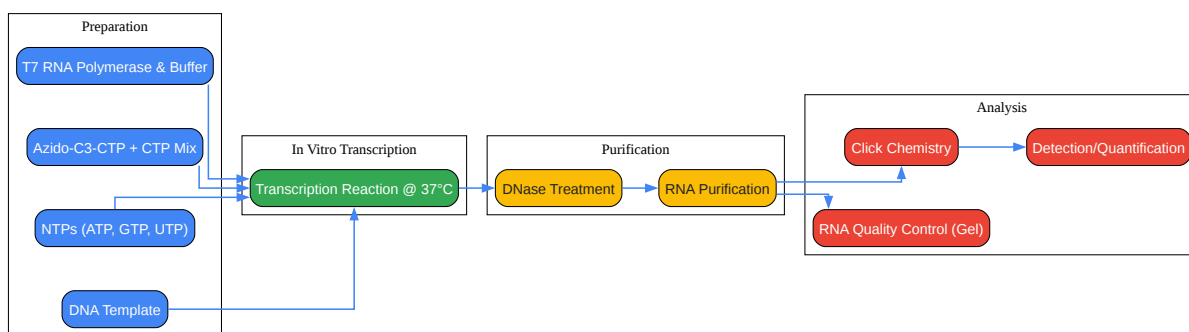 Preparation
T7 RNA Polymerase & Buffer
Azido-C3-CTP + CTP Mix
NTPs (ATP, GTP, UTP)
DNA Template
In Vitro Transcription
Transcription Reaction @ 37°C
Purification
DNase Treatment
RNA Purification
Analysis
Click Chemistry
Detection/Quantification
RNA Quality Control (Gel)